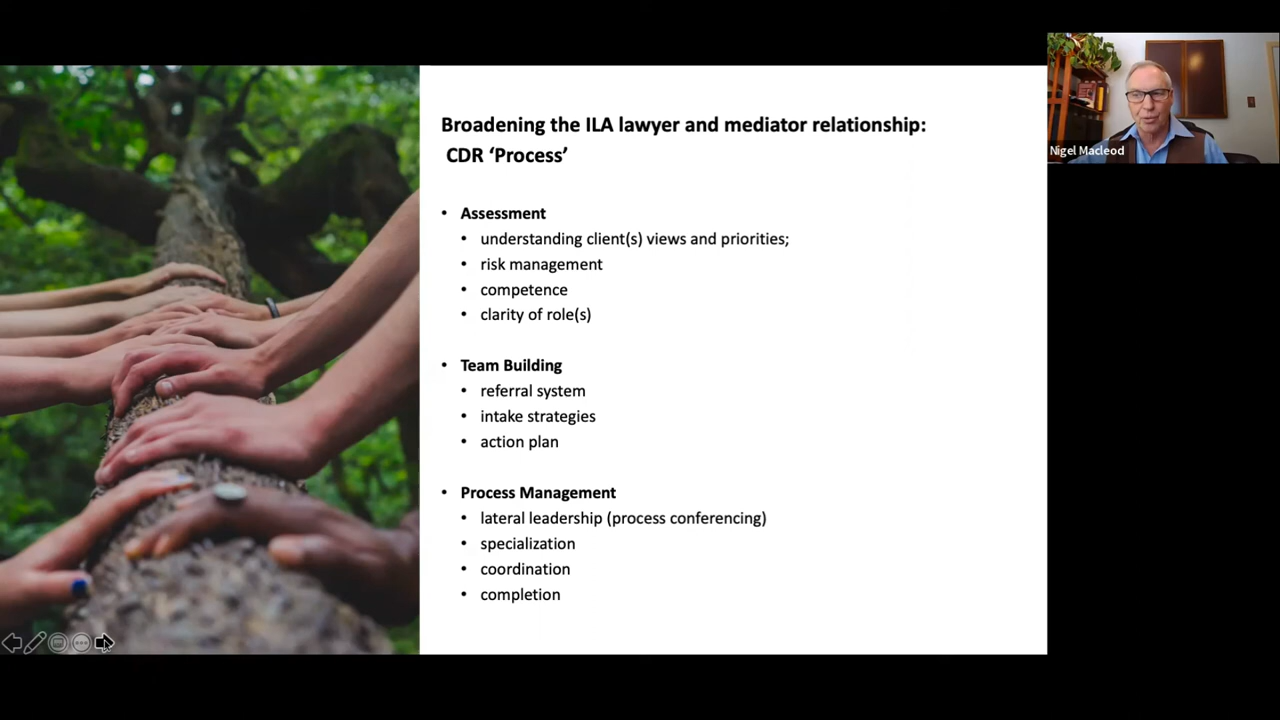 Broadening the ILA lawyer and mediator relationship:
CDR ‘Process’
• Assessment
• understanding client(s) views and priorities;
• risk management
• competence
• clarity of role(s)
• Team Building
• referral system
• intake strategies
• action plan
• Process Management
• lateral leadership (process conferencing)
• specialization
• coordination
• completion
Nigel Macleod